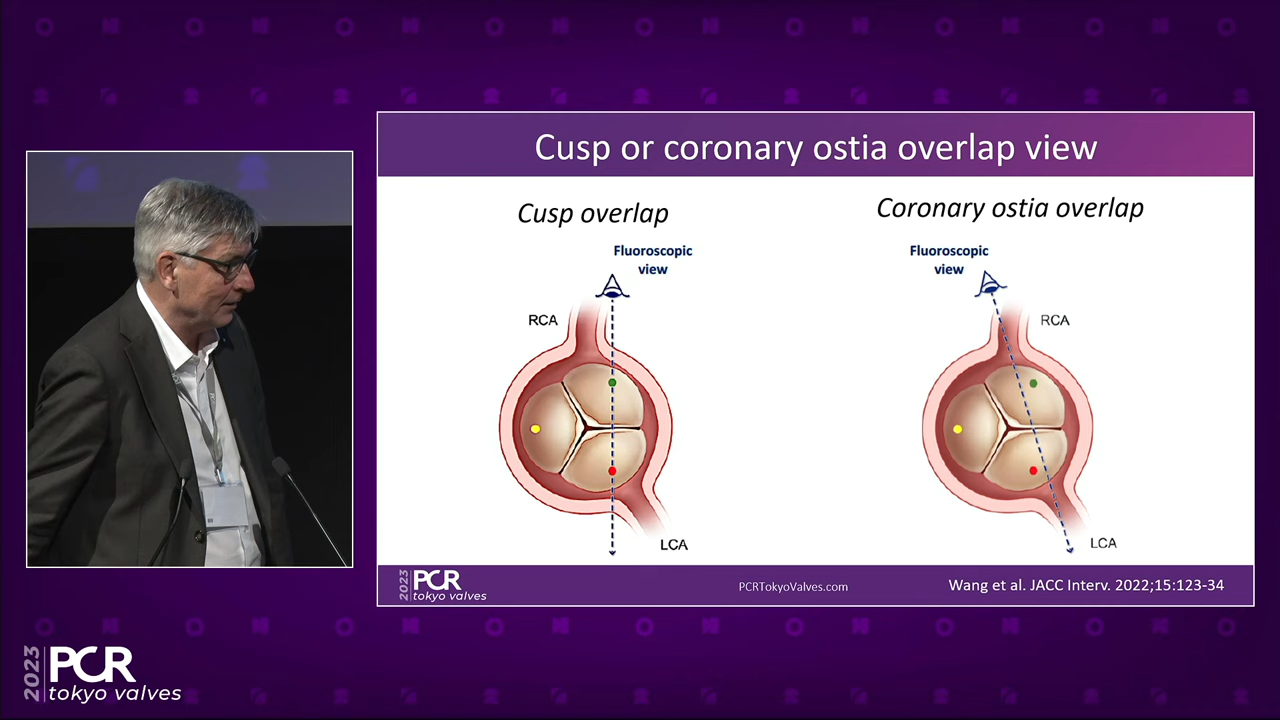 Cusp or coronary ostia overlap view
Cusp overlap
Fluoroscopic
view
RCA
LCA
Coronary ostia overlap
Fluoroscopic
view
RCA
LCA
2023 PCR
tokyo valves
PCRTokyoValves.com
Wang et al. JACC Interv. 2022;15:123-34
2023 PCR
tokyo valves